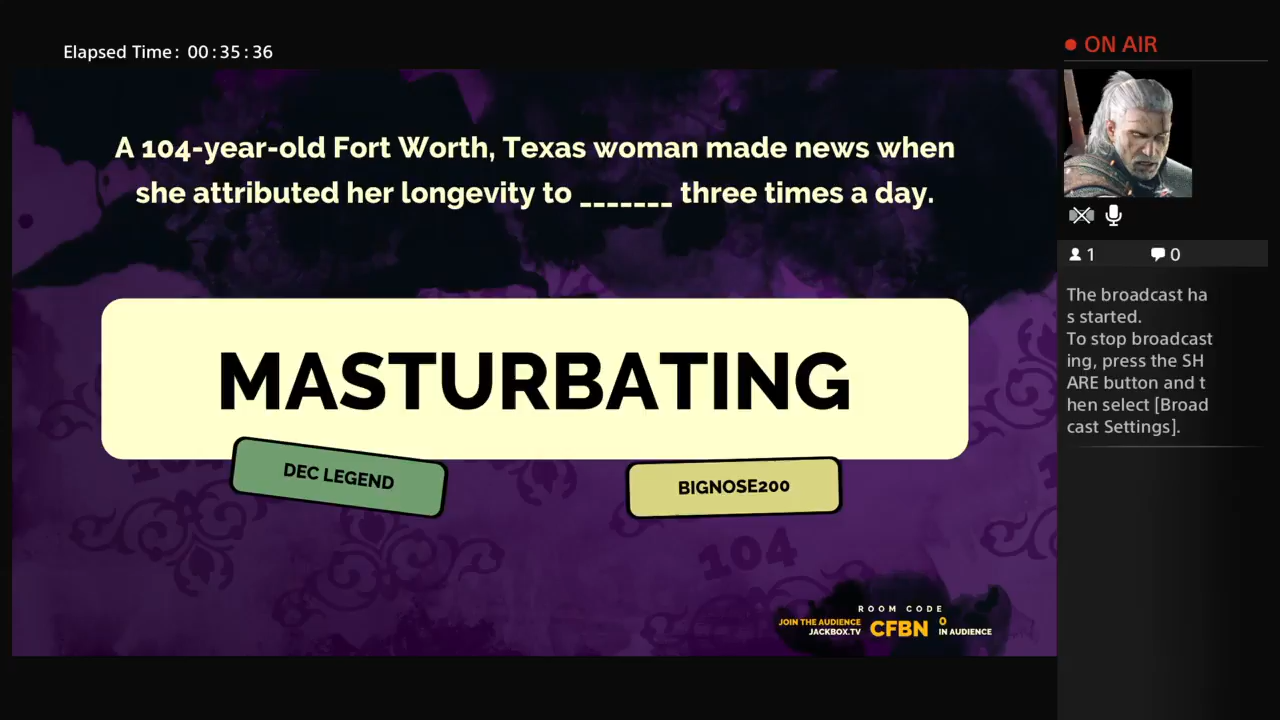 Elapsed Time: 00:35:36
ON AIR
A 104-year-old Fort Worth, Texas woman made news when
she attributed her longevity to _______ three times a day.
MASTURBATING
DEC LEGEND
BIGNOSE200
104
ROOM CODE
JOIN THE AUDIENCE
JACKBOX.TV
CFBN
0
IN AUDIENCE
1
0
The broadcast ha
s started.
To stop broadcast
ing, press the SH
ARE button and t
hen select [Broad
cast Settings].